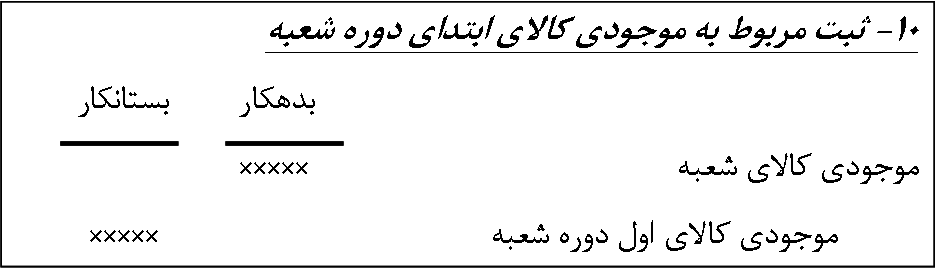 ۱۰- ثبت مربوط به موجودی کالای ابتدای دوره شعبه
بدهکار بستانکار
موجودی کالای شعبه ×××××
موجودی کالای اول دوره شعبه ×××××